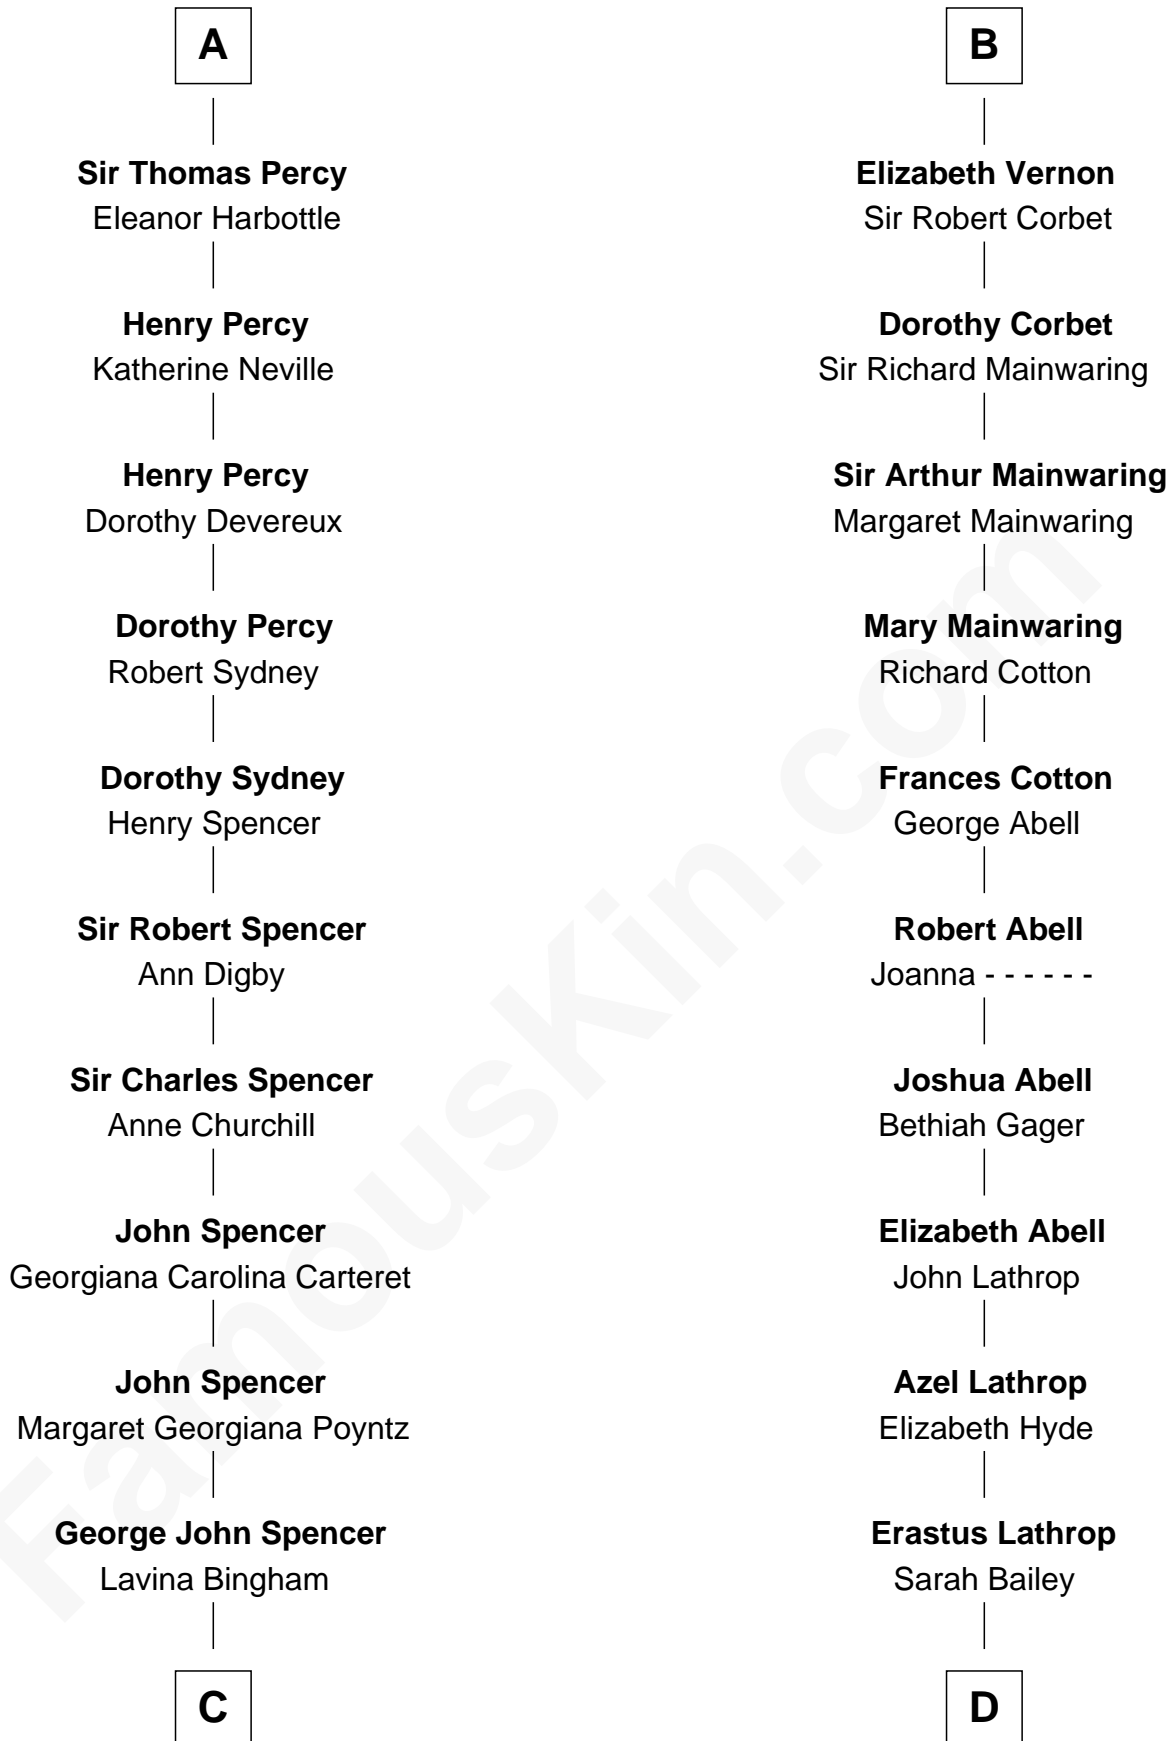 A
Sir Thomas Percy
Eleanor Harbottle
Henry Percy
Katherine Neville
Henry Percy
Dorothy Devereux
Dorothy Percy
Robert Sydney
Dorothy Sydney
Henry Spencer
Sir Robert Spencer
Ann Digby
Sir Charles Spencer
Anne Churchill
John Spencer
Georgiana Carolina Carteret
John Spencer
Margaret Georgiana Poyntz
George John Spencer
Lavina Bingham
C
B
Elizabeth Vernon
Sir Robert Corbet
Dorothy Corbet
Sir Richard Mainwaring
Sir Arthur Mainwaring
Margaret Mainwaring
Mary Mainwaring
Richard Cotton
Frances Cotton
George Abell
Robert Abell
Joanna - - - - - -
Joshua Abell
Bethiah Gager
Elizabeth Abell
John Lathrop
Azel Lathrop
Elizabeth Hyde
Erastus Lathrop
Sarah Bailey
D
FamousKin.com